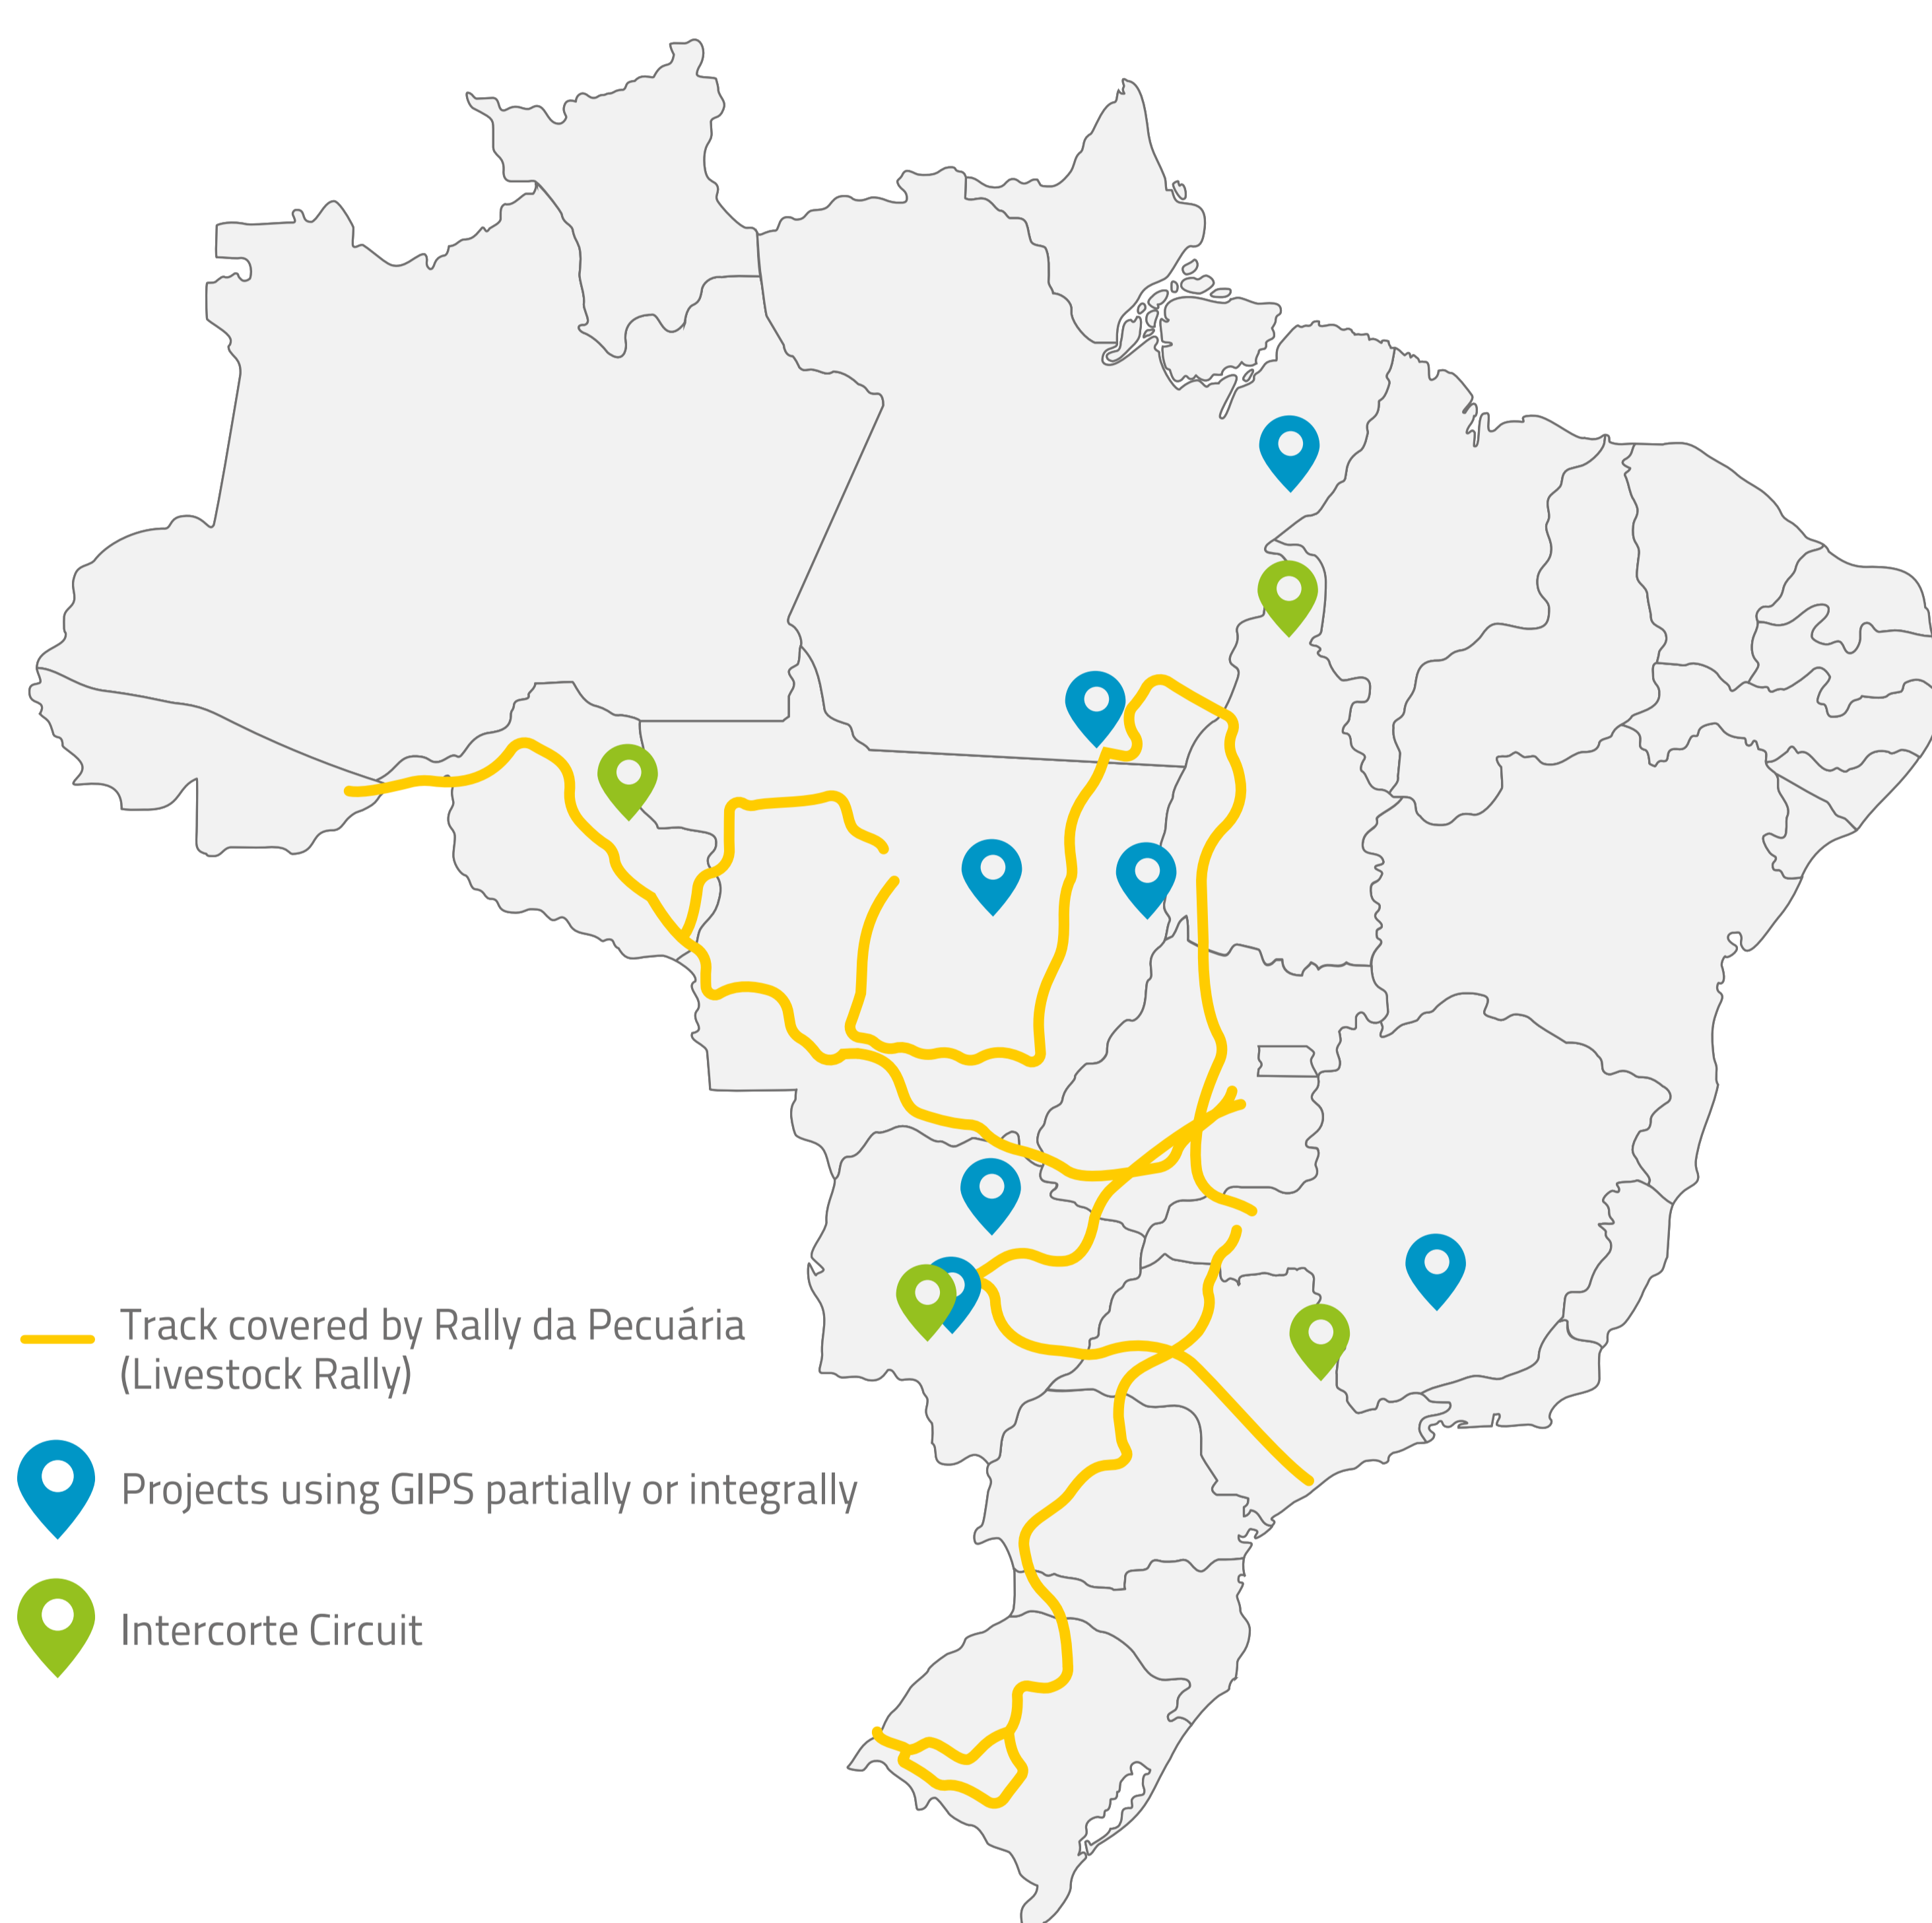 Track covered by Rally da Pecuária
(Livestock Rally)
Projects using GIPS partially or integrally
Intercorte Circuit